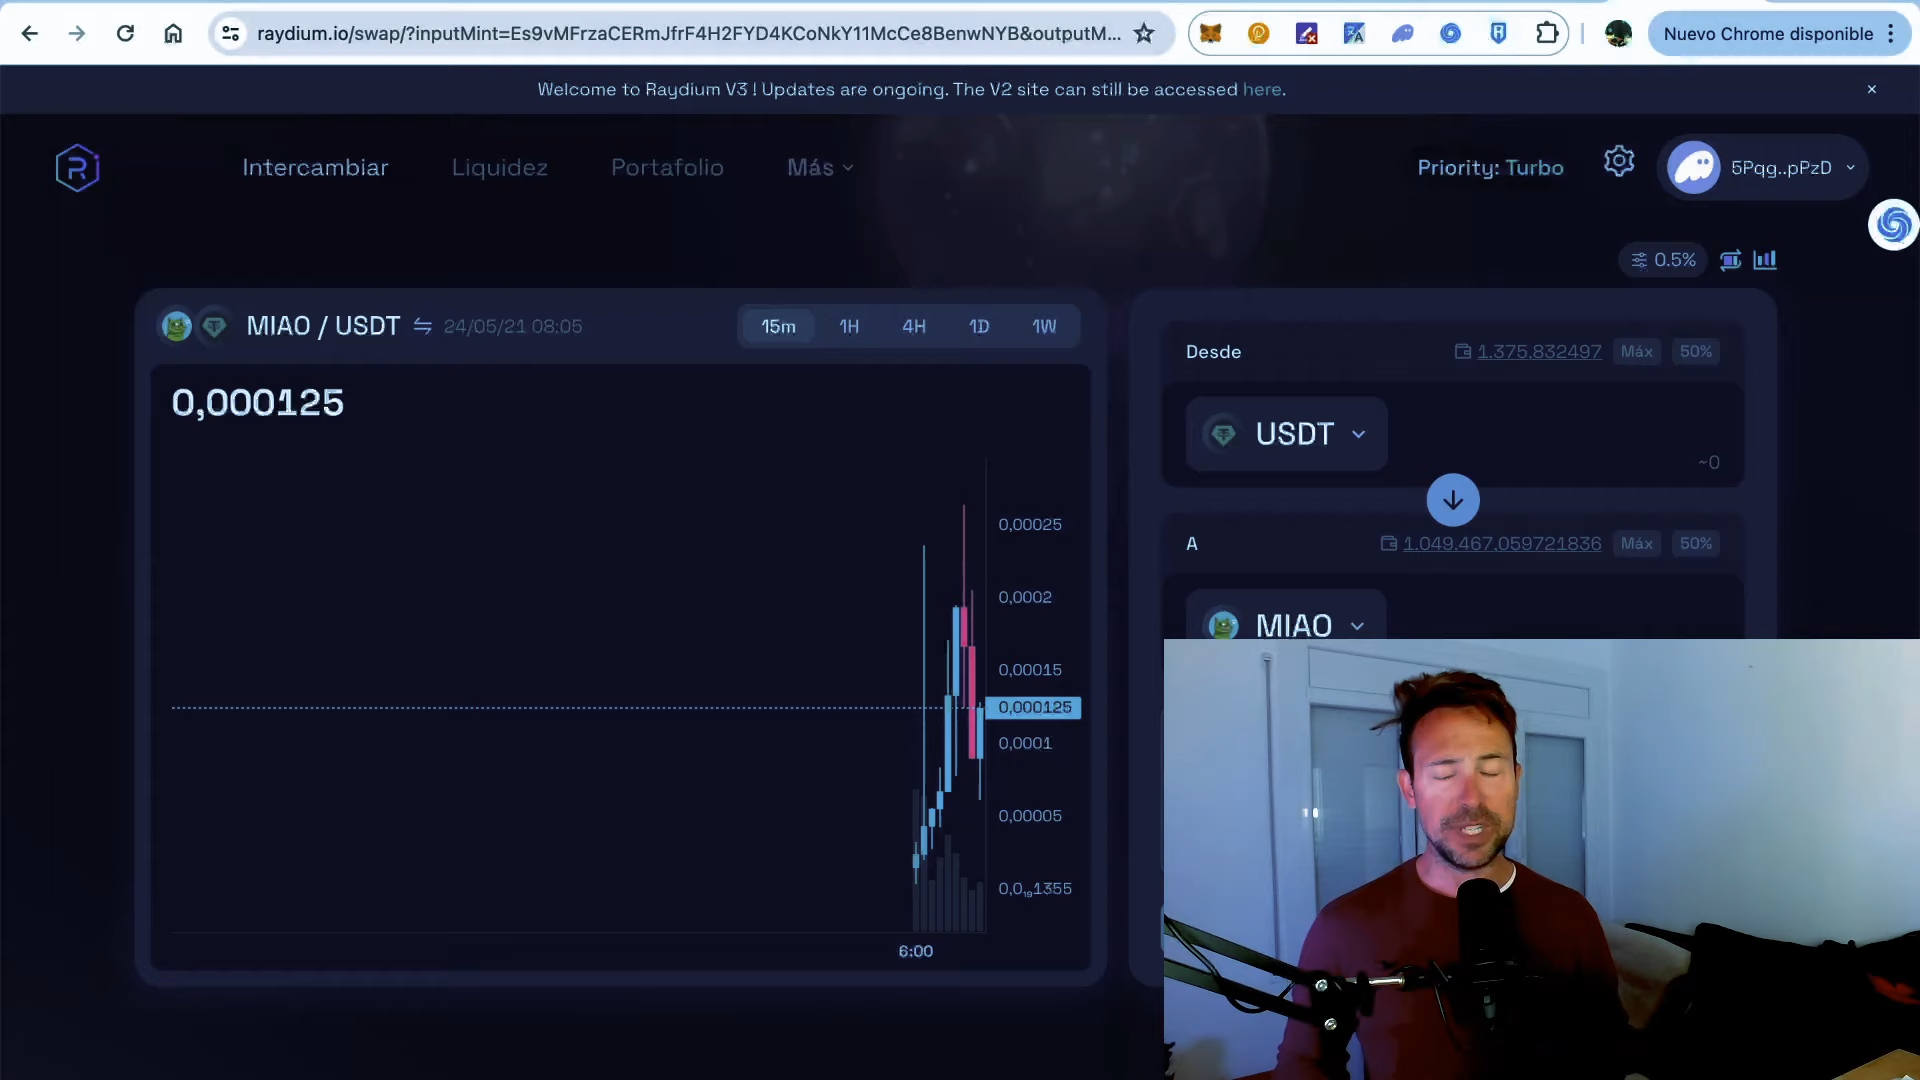 raydium.io/swap/?inputMint=Es9vMFrzaCERmJfrF4H2FYD4KCoNkY11McCe8BenwNYB&outputM...
Nuevo Chrome disponible
Welcome to Raydium V3 ! Updates are ongoing. The V2 site can still be accessed here.
Intercambiar
Liquidez
Portafolio
Más
Priority: Turbo
5Pqg..pPzD
0.5%
MIAO / USDT
24/05/21 08:05
15m
1H
4H
1D
1W
0,000125
0,00025
0,0002
0,00015
0,000125
0,0001
0,00005
0,0₁₉1355
6:00
Desde
1.375.832497
Máx
50%
USDT
~0
A
1.049.467,059721836
Máx
50%
MIAO